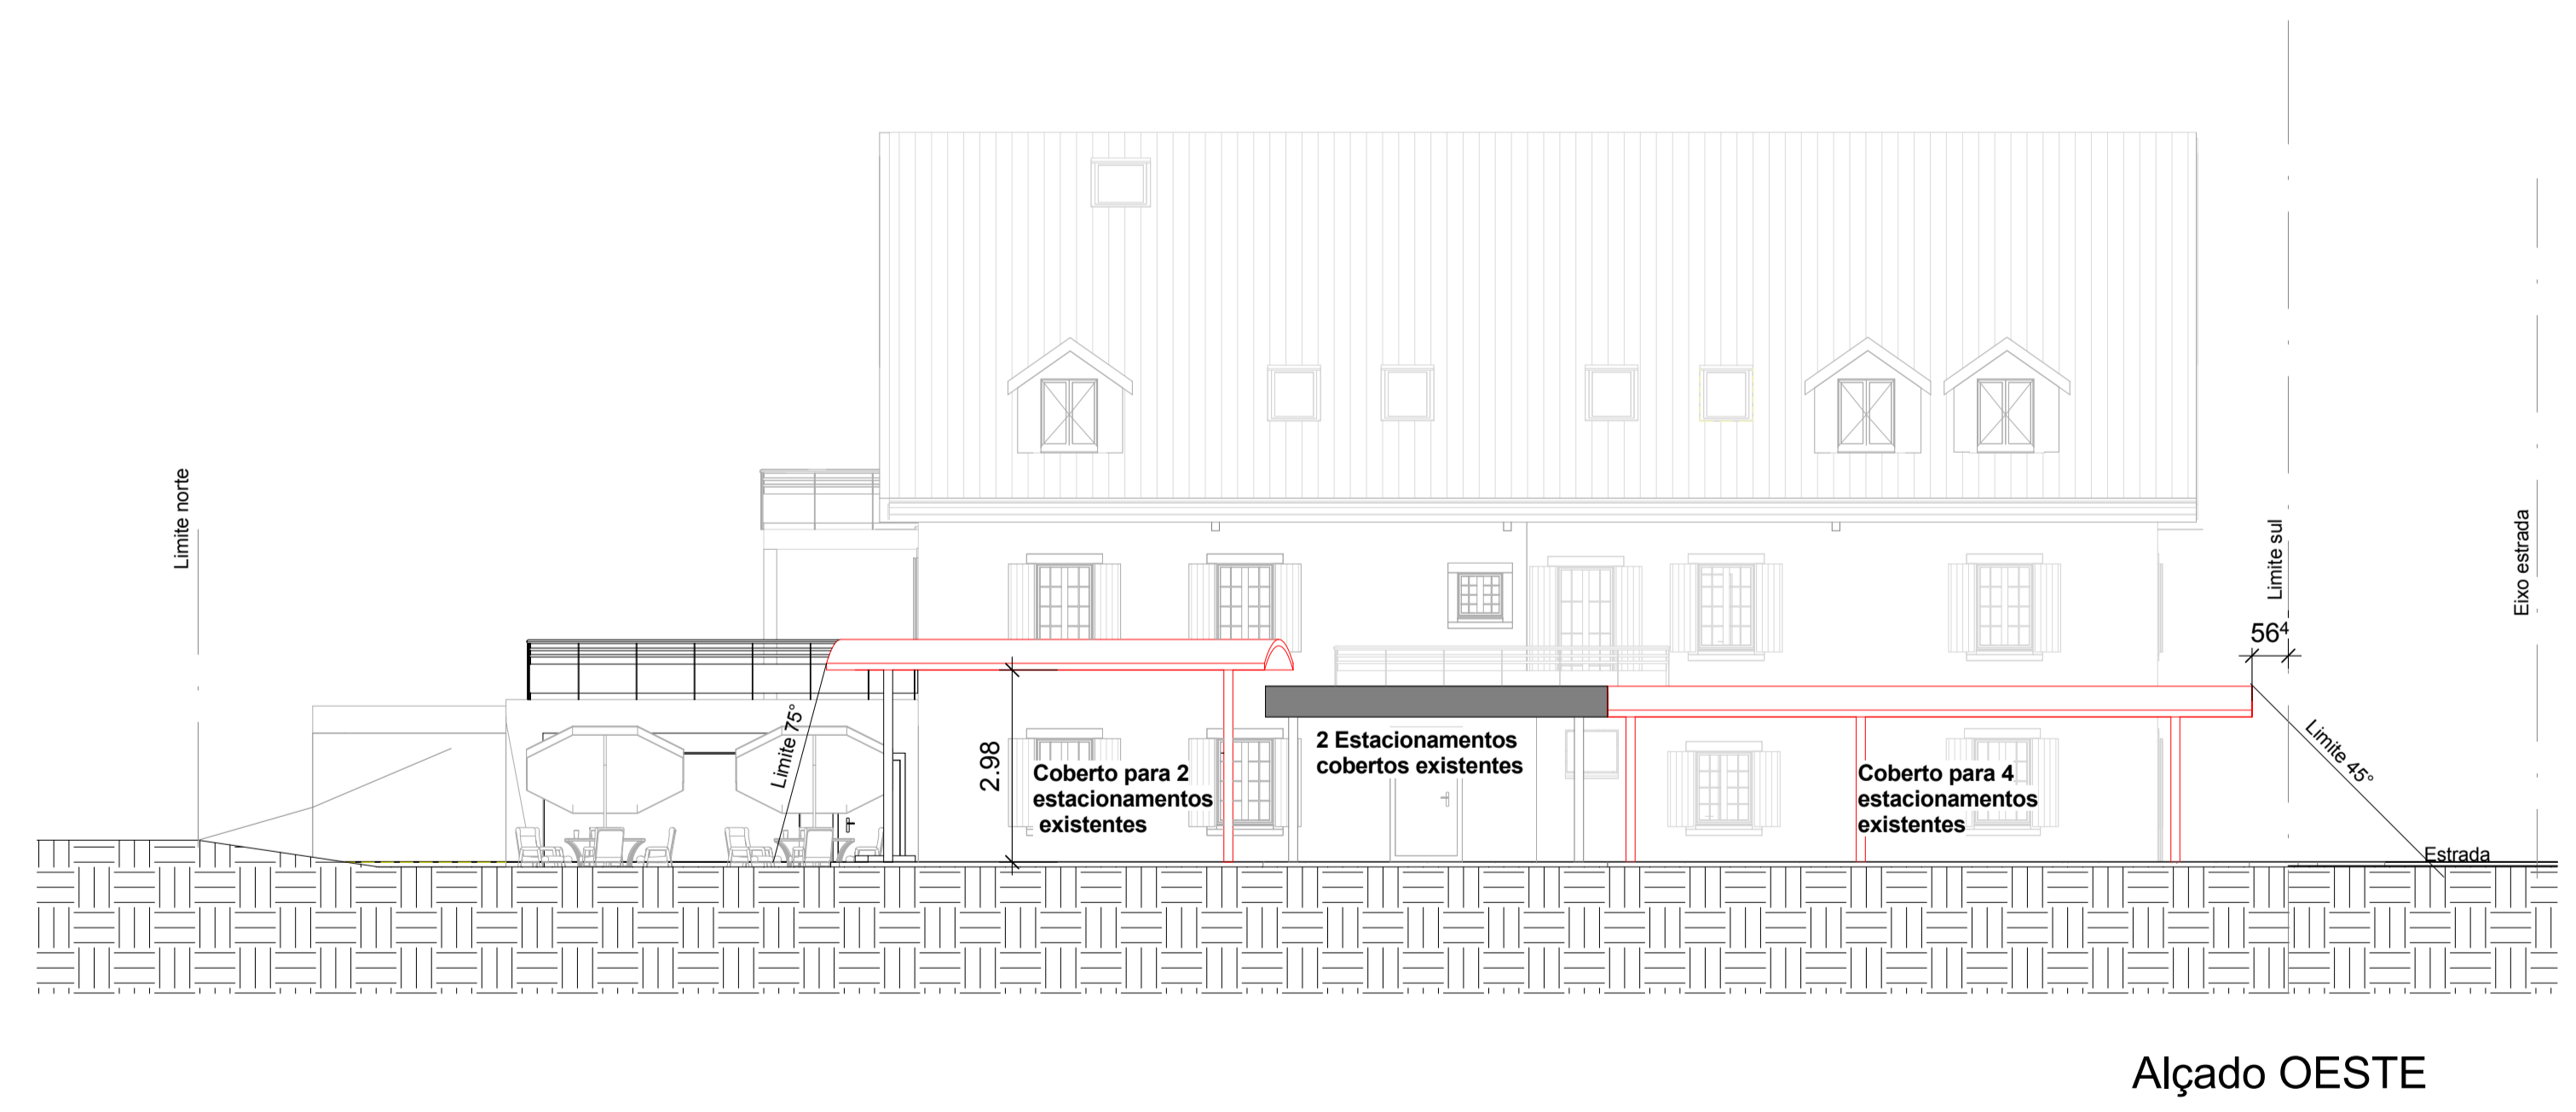 Limite norte
Limite sul
Eixo estrada
56⁴
Limite 75°
2.98
Coberto para 2
estacionamentos
existentes
2 Estacionamentos
cobertos existentes
Coberto para 4
estacionamentos
existentes
Limite 45°
Estrada
Alçado OESTE